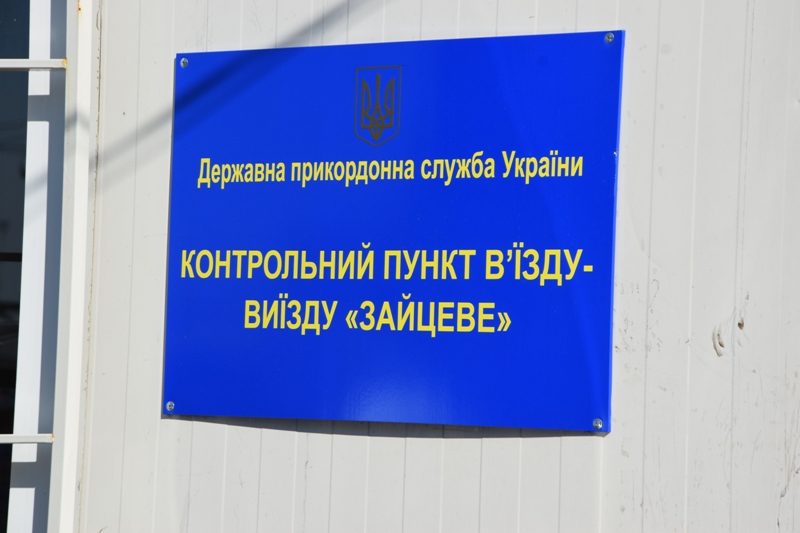 Державна прикордонна служба України
КОНТРОЛЬНИЙ ПУНКТ В’ЇЗДУ-
ВИЇЗДУ «ЗАЙЦЕВЕ»